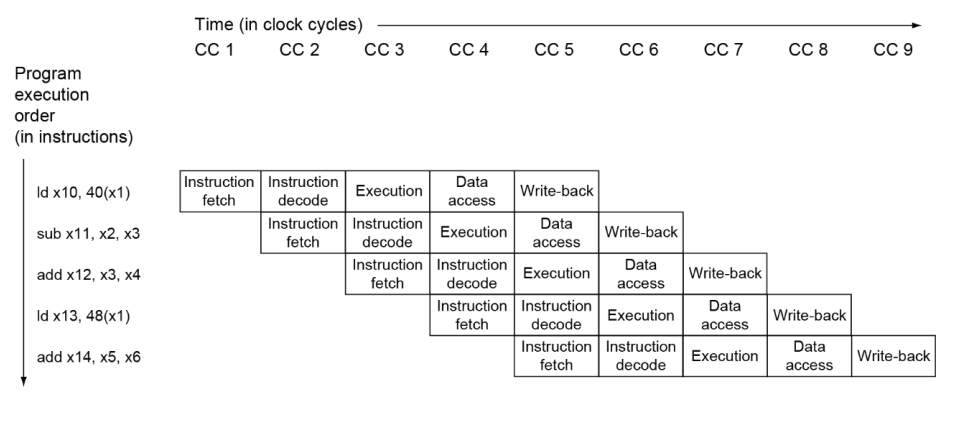 Time (in clock cycles)
CC 1 CC 2 CC 3 CC 4 CC 5 CC 6 CC 7 CC 8 CC 9
Program
execution
order
(in instructions)
ld x10, 40(x1)
Instruction
fetch
Instruction
decode
Execution
Data
access
Write-back
sub x11, x2, x3
Instruction
fetch
Instruction
decode
Execution
Data
access
Write-back
add x12, x3, x4
Instruction
fetch
Instruction
decode
Execution
Data
access
Write-back
ld x13, 48(x1)
Instruction
fetch
Instruction
decode
Execution
Data
access
Write-back
add x14, x5, x6
Instruction
fetch
Instruction
decode
Execution
Data
access
Write-back